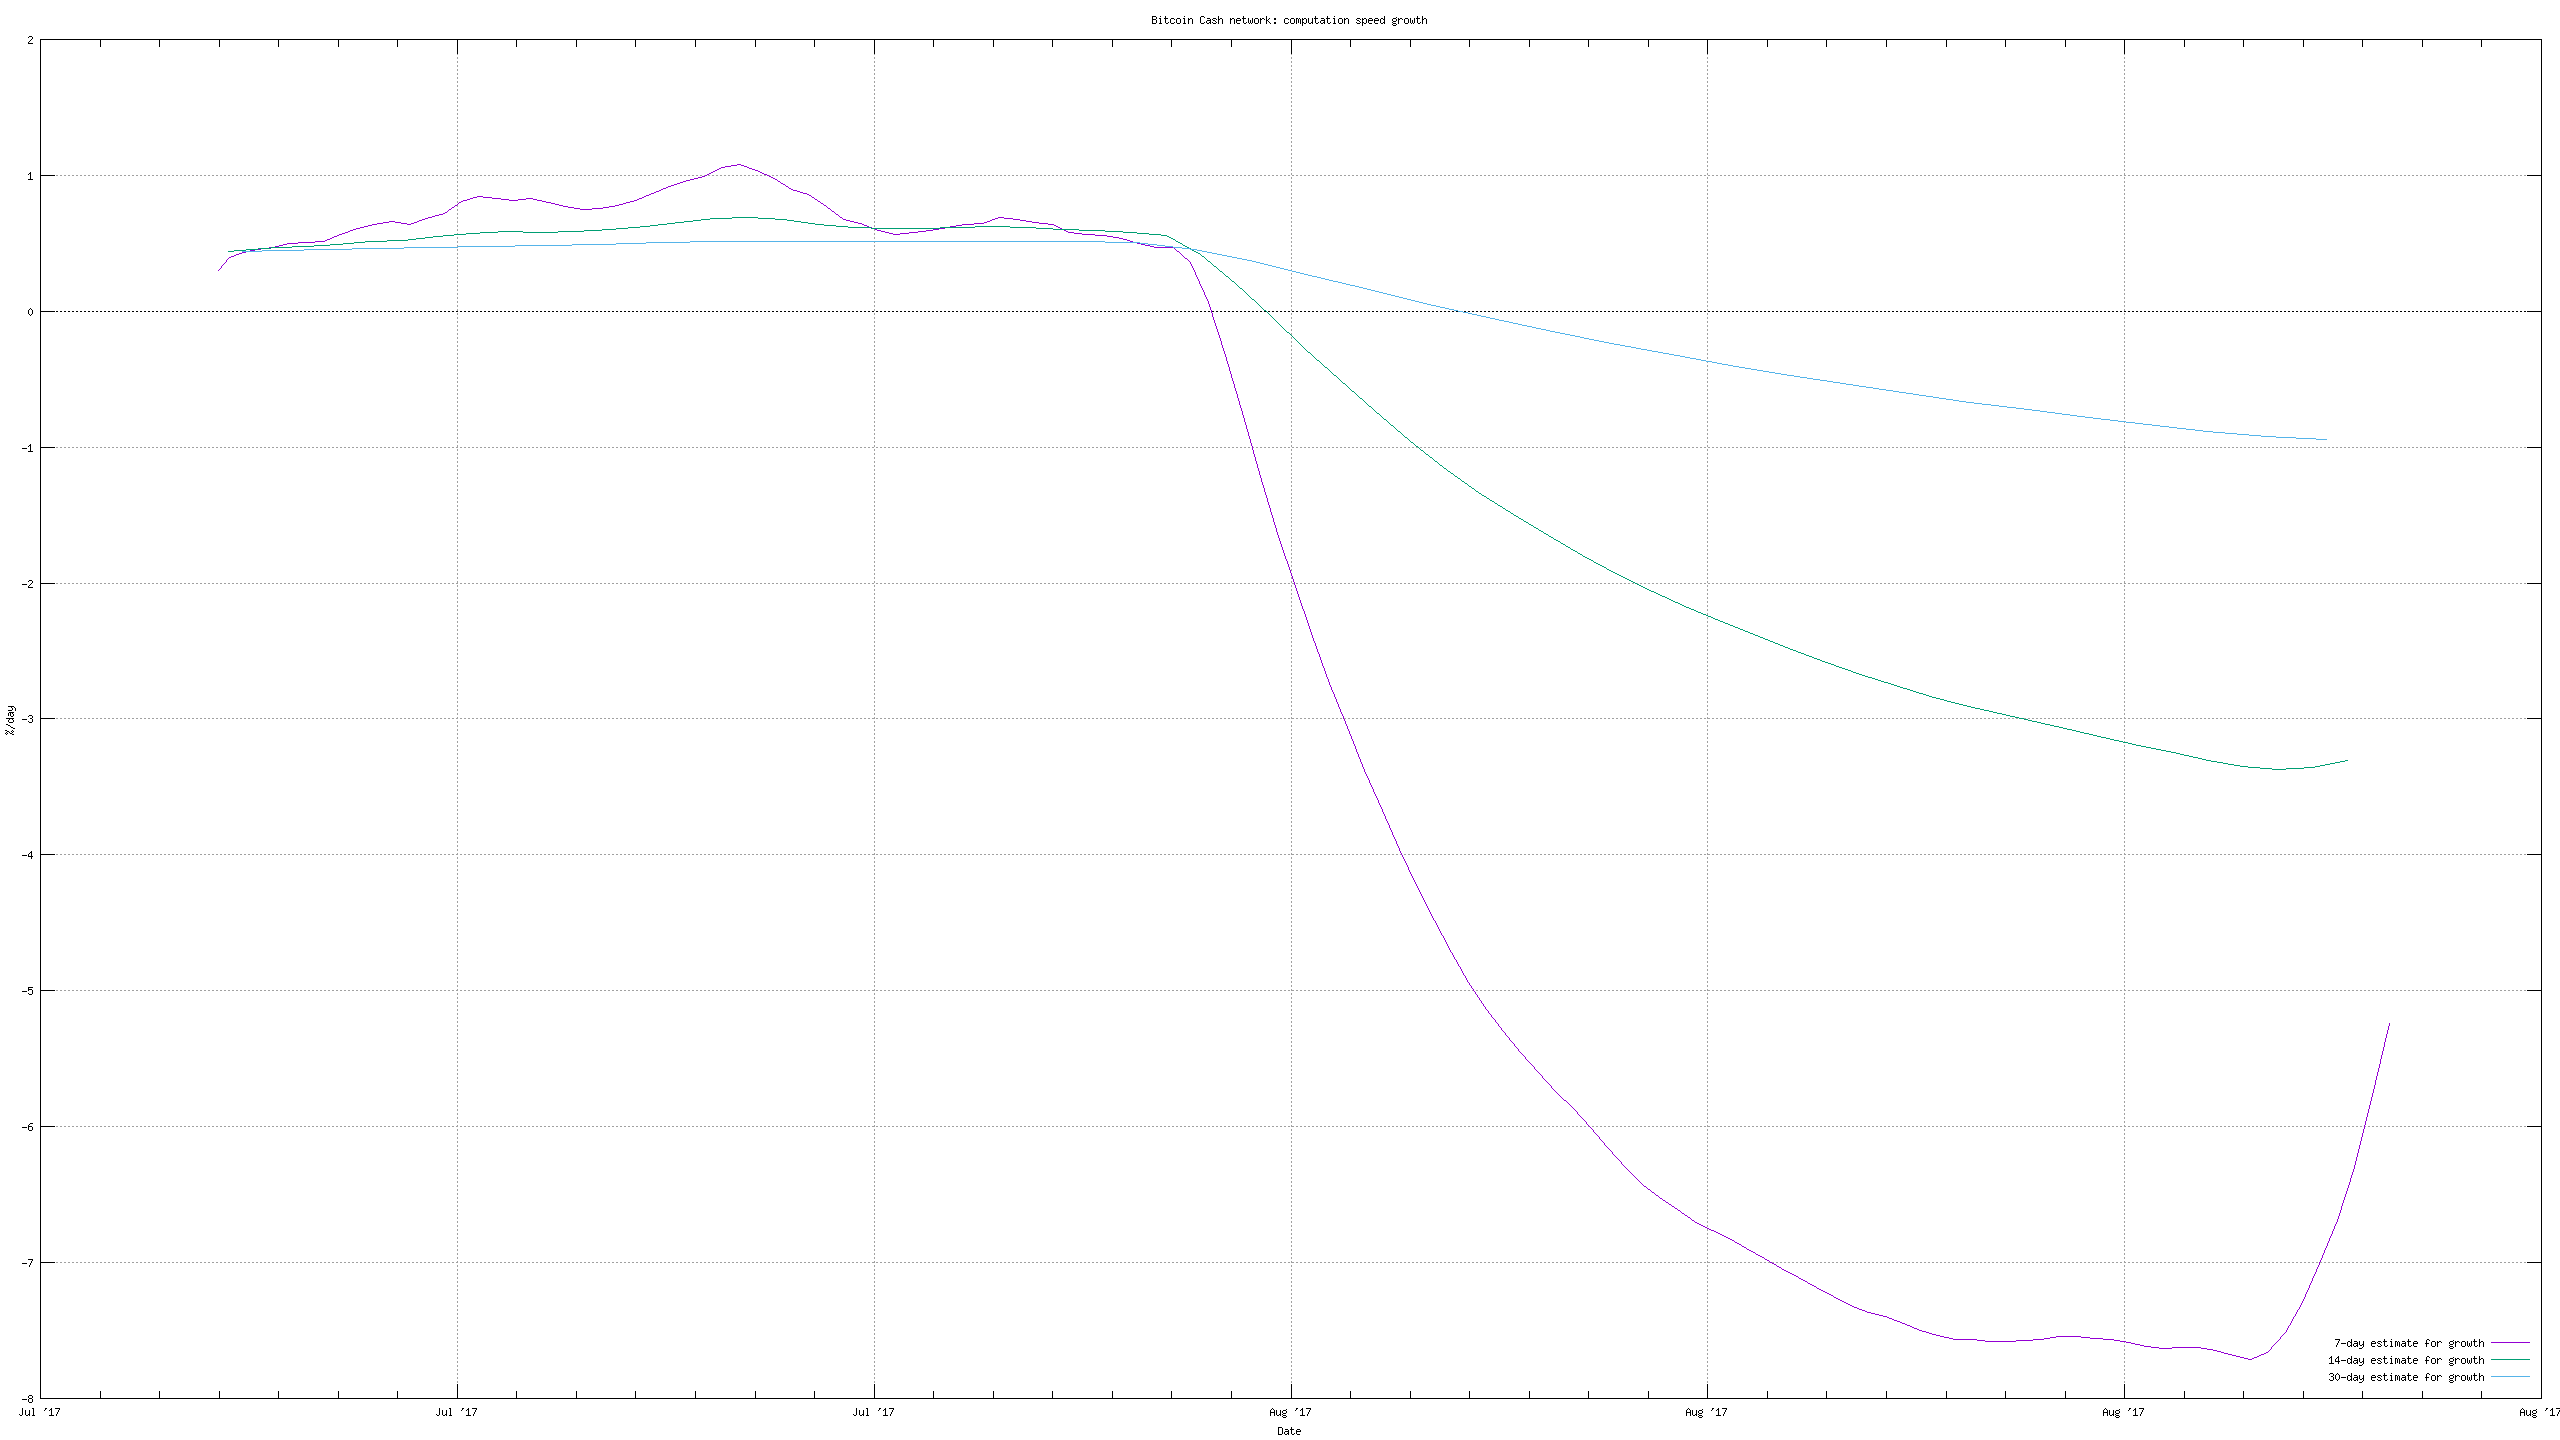 Bitcoin Cash network: computation speed growth
2
1
0
-1
-2
-3
-4
-5
-6
-7
-8
%/day
7-day estimate for growth
14-day estimate for growth
30-day estimate for growth
Jul '17 Jul '17 Jul '17 Aug '17 Aug '17 Aug '17 Aug '17
Date